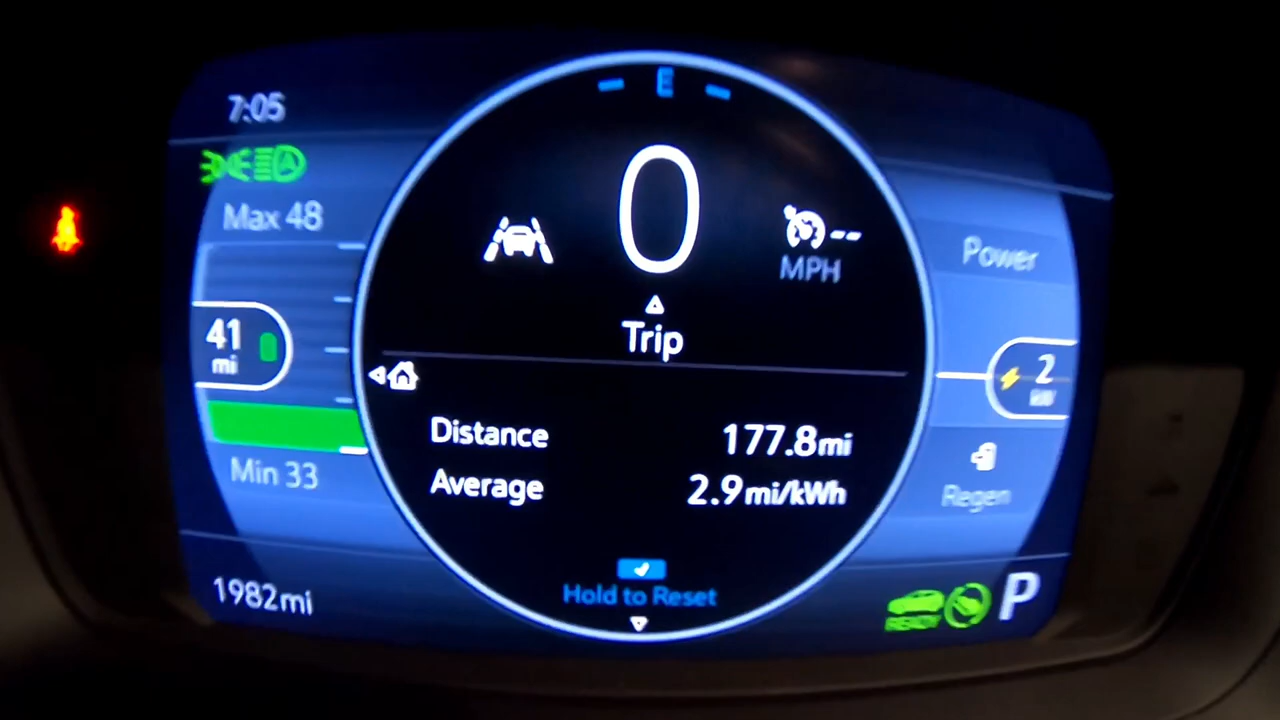 E
7:05
Max 48
0
MPH
--
Power
Trip
41
mi
2
kW
Distance 177.8mi
Average 2.9mi/kWh
Min 33
Regen
Hold to Reset
1982mi
READY
P